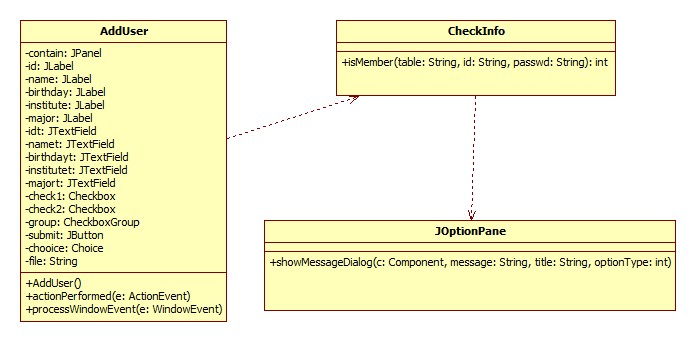 AddUser
-contain: JPanel
-id: JLabel
-name: JLabel
-birthday: JLabel
-institute: JLabel
-major: JLabel
-idt: JTextField
-namet: JTextField
-birthdayt: JTextField
-institutet: JTextField
-majort: JTextField
-check1: Checkbox
-check2: Checkbox
-group: CheckboxGroup
-submit: JButton
-chooice: Choice
-file: String
+AddUser()
+actionPerformed(e: ActionEvent)
+processWindowEvent(e: WindowEvent)
CheckInfo
+isMember(table: String, id: String, passwd: String): int
JOptionPane
+showMessageDialog(c: Component, message: String, title: String, optionType: int)